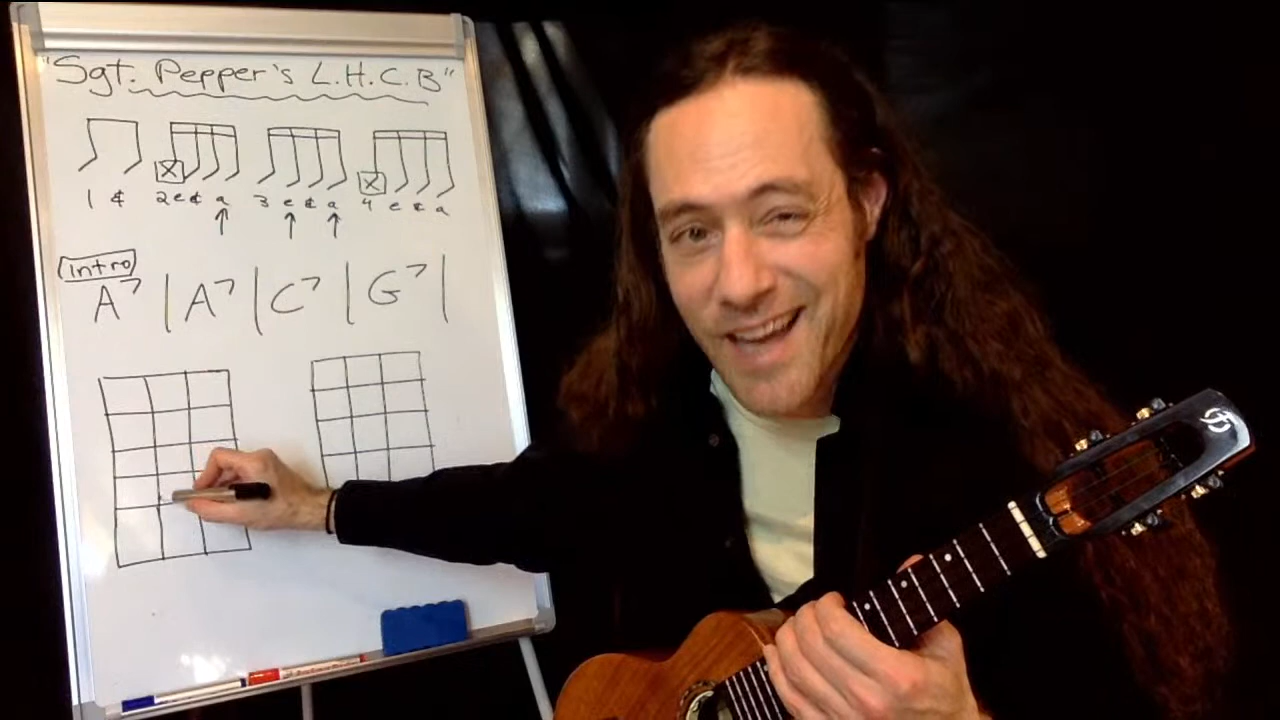 "Sgt. Pepper's L.H.C.B"
1 & 2 e & a 3 e & a 4 e & a
Intro
A7 | A7 | C7 | G7 |